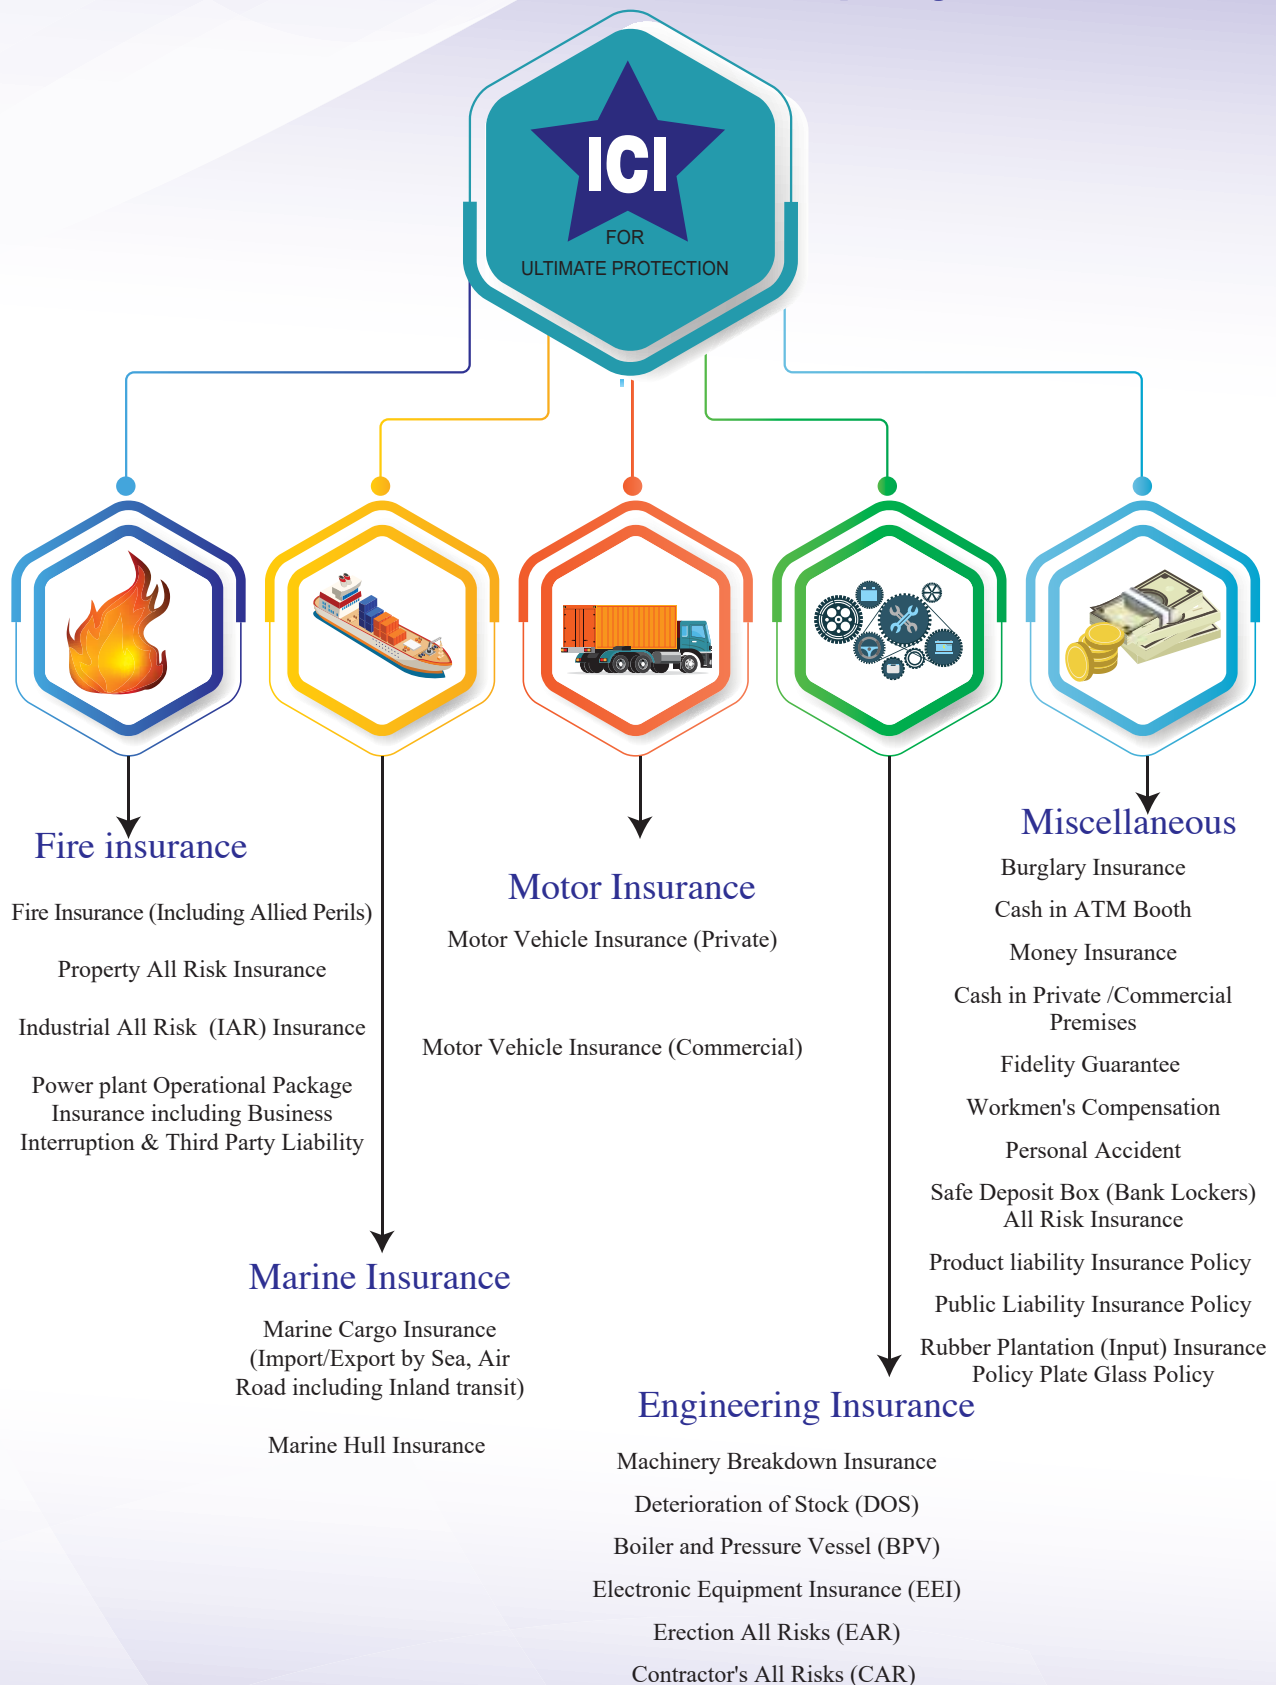 ICI
FOR
ULTIMATE PROTECTION
Fire insurance
Fire Insurance (Including Allied Perils)
Property All Risk Insurance
Industrial All Risk (IAR) Insurance
Power plant Operational Package
Insurance including Business
Interruption & Third Party Liability
Marine Insurance
Marine Cargo Insurance
(Import/Export by Sea, Air
Road including Inland transit)
Marine Hull Insurance
Motor Insurance
Motor Vehicle Insurance (Private)
Motor Vehicle Insurance (Commercial)
Engineering Insurance
Machinery Breakdown Insurance
Deterioration of Stock (DOS)
Boiler and Pressure Vessel (BPV)
Electronic Equipment Insurance (EEI)
Erection All Risks (EAR)
Contractor's All Risks (CAR)
Miscellaneous
Burglary Insurance
Cash in ATM Booth
Money Insurance
Cash in Private /Commercial
Premises
Fidelity Guarantee
Workmen's Compensation
Personal Accident
Safe Deposit Box (Bank Lockers)
All Risk Insurance
Product liability Insurance Policy
Public Liability Insurance Policy
Rubber Plantation (Input) Insurance
Policy Plate Glass Policy